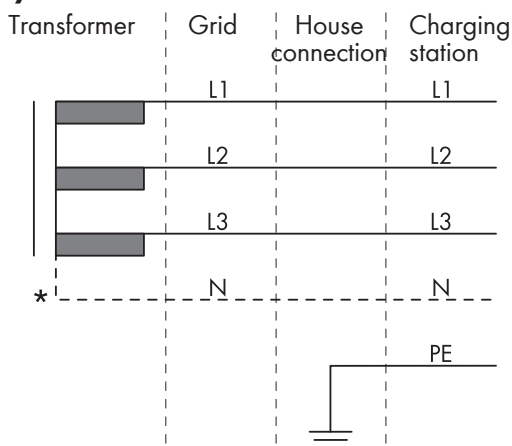 Transformer Grid House connection Charging station
L1 L1
L2 L2
L3 L3
* N N
PE